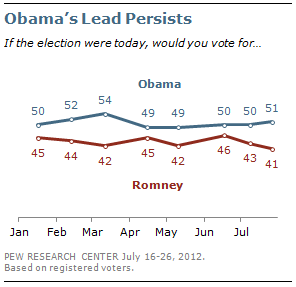 Obama's Lead Persists
If the election were today, would you vote for...
Obama
50 52 54 49 49 50 50 51
45 44 42 45 42 46 43 41
Romney
Jan Feb Mar Apr May Jun Jul
PEW RESEARCH CENTER July 16-26, 2012.
Based on registered voters.